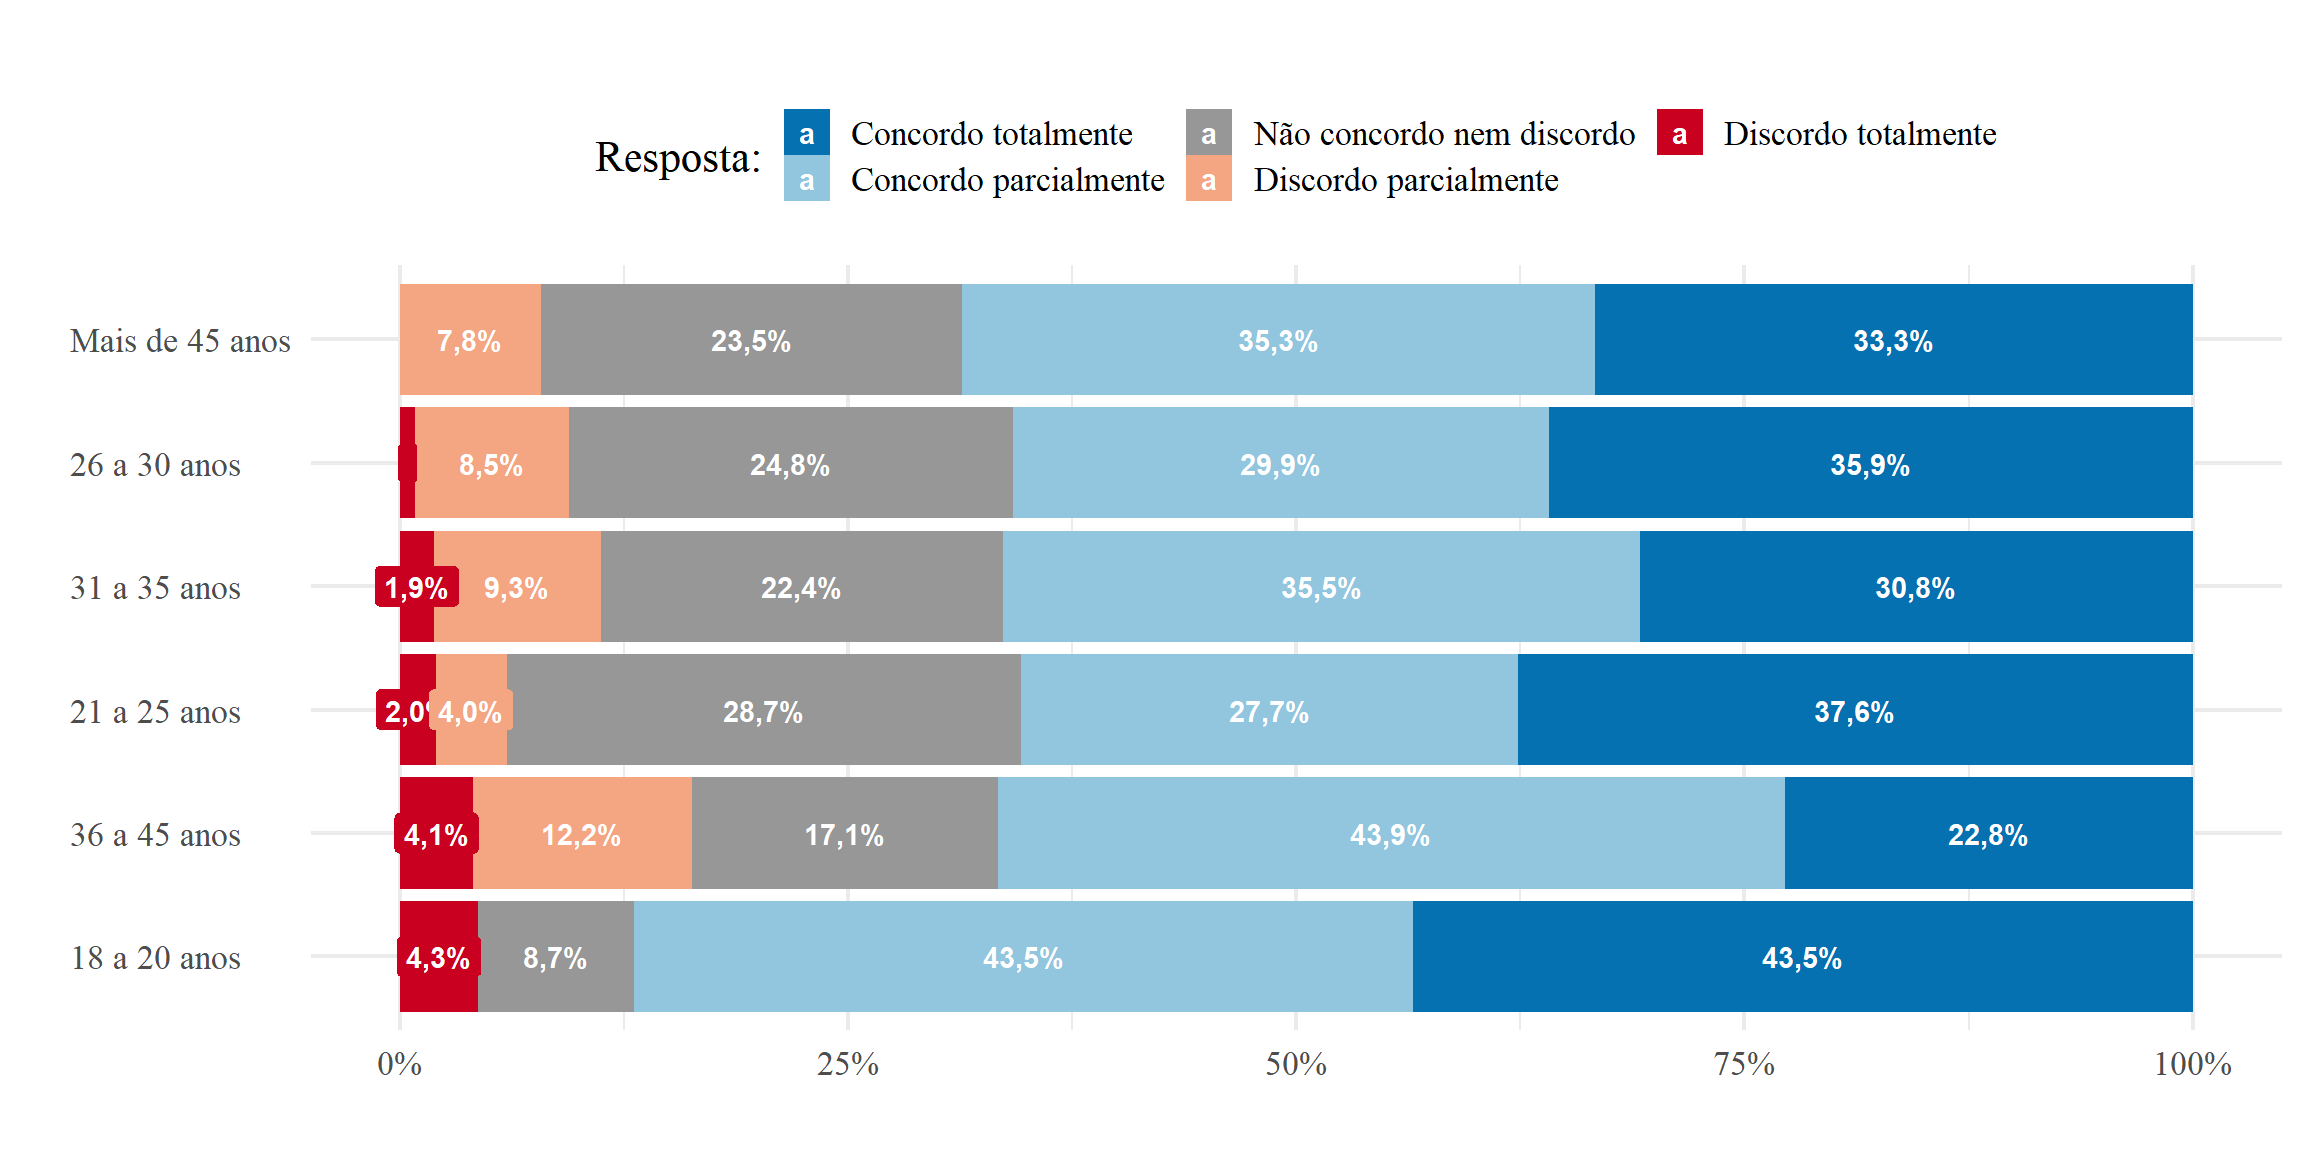 Resposta:
a Concordo totalmente a Não concordo nem discordo a Discordo totalmente
a Concordo parcialmente a Discordo parcialmente
Mais de 45 anos 7,8% 23,5% 35,3% 33,3%
26 a 30 anos 8,5% 24,8% 29,9% 35,9%
31 a 35 anos 1,9% 9,3% 22,4% 35,5% 30,8%
21 a 25 anos 2,0 4,0% 28,7% 27,7% 37,6%
36 a 45 anos 4,1% 12,2% 17,1% 43,9% 22,8%
18 a 20 anos 4,3% 8,7% 43,5% 43,5%
0% 25% 50% 75% 100%